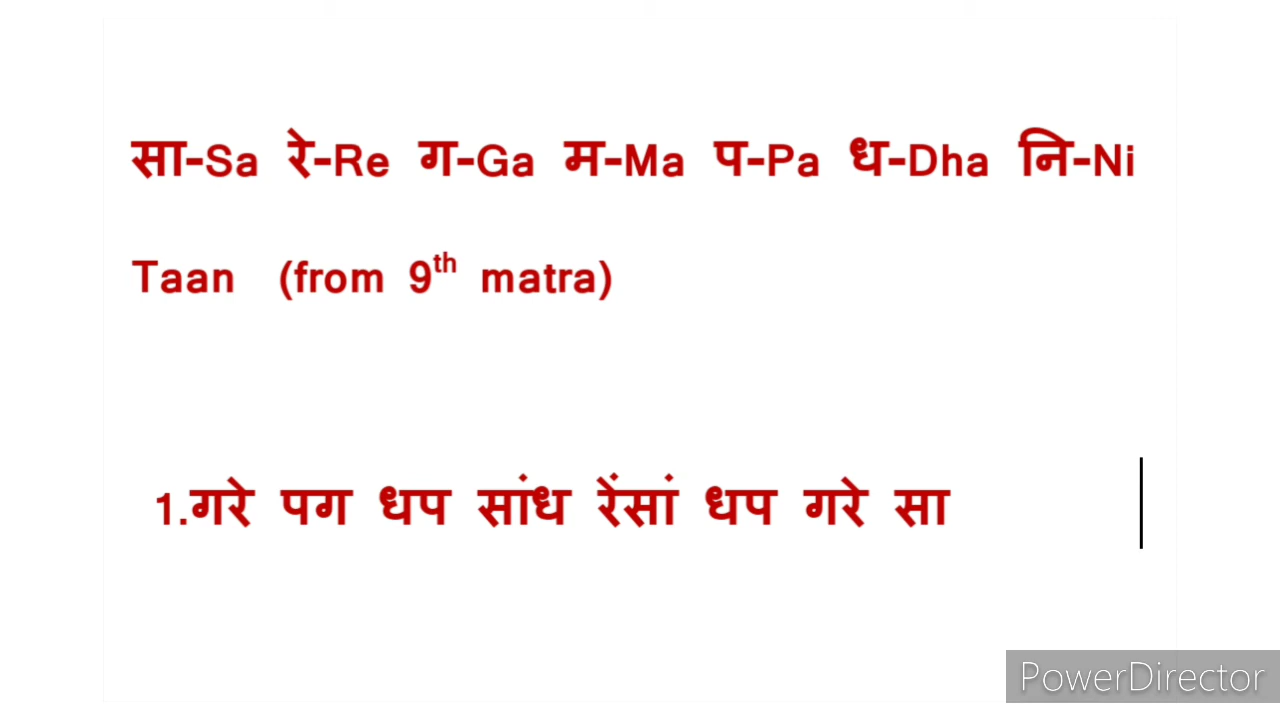 सा-Sa रे-Re ग-Ga म-Ma प-Pa ध-Dha नि-Ni
Taan (from 9th matra)
1.गरे पग धप सांध रेंसां धप गरे सा
PowerDirector